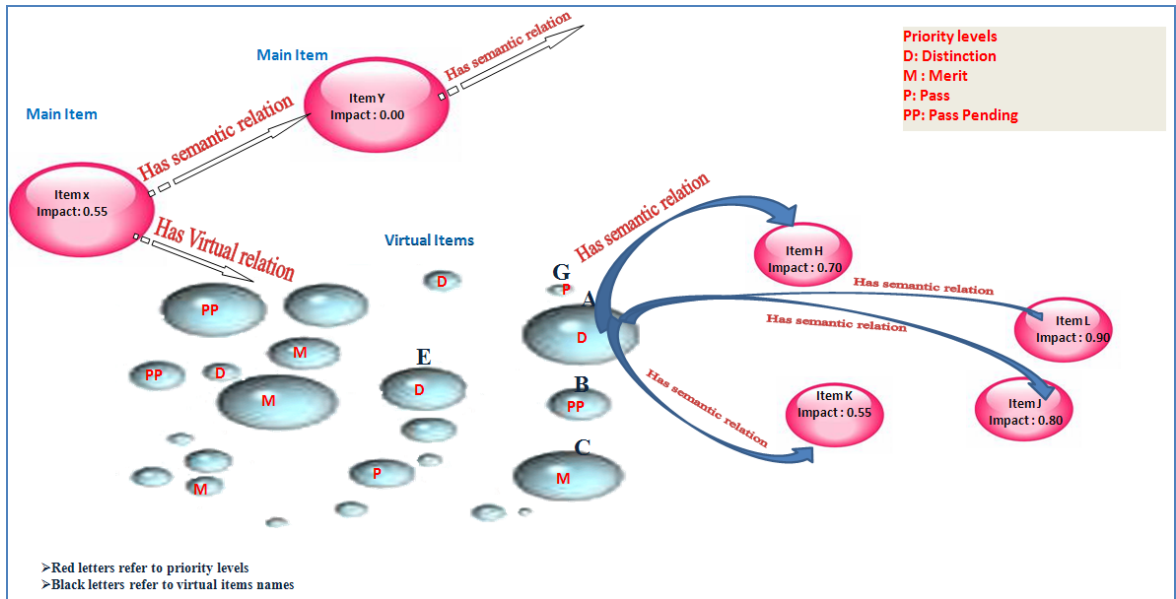 Main Item
Main Item
Item Y
Impact : 0.00
Item x
Impact: 0.55
Has semantic relation
Has semantic relation
Has Virtual relation
Priority levels
D: Distinction
M : Merit
P: Pass
PP: Pass Pending
Virtual Items
Has semantic relation
Item H
Impact : 0.70
Has semantic relation
Item L
Impact : 0.90
Has semantic relation
Item J
Impact : 0.80
Has semantic relation
Item K
Impact : 0.55
D
G
P
A
D
PP
M
PP
D
M
E
D
B
PP
C
M
P
M
➢Red letters refer to priority levels
➢Black letters refer to virtual items names